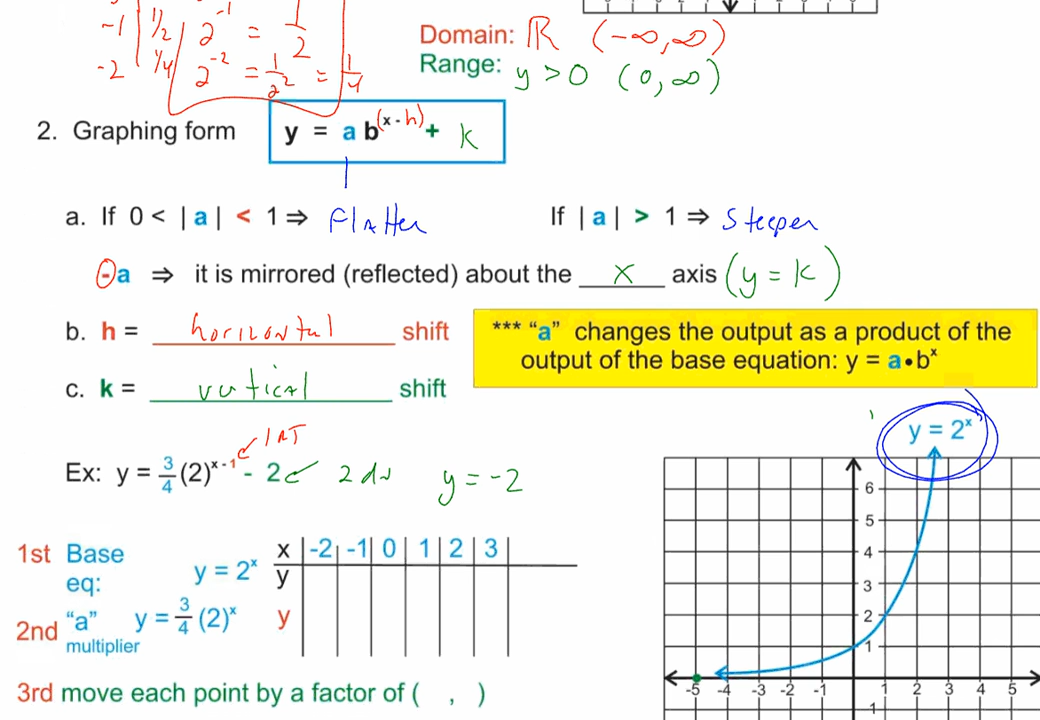 -1 | 1/2 | 2^-1 = 1/2
-2 | 1/4 | 2^-2 = 1/2^2 = 1/4
Domain: ℝ (-∞,∞)
Range: y > 0 (0,∞)
2. Graphing form y = a b^(x - h) + k
a. If 0 < |a| < 1 ⇒ Flatter If |a| > 1 ⇒ Steeper
-a ⇒ it is mirrored (reflected) about the x axis (y = k)
b. h = horizontal shift
c. k = vertical shift
*** "a" changes the output as a product of the
output of the base equation: y = a•b^x
y = 2^x
1 RT
Ex: y = 3/4 (2)^x - 1 - 2 2 dn y = -2
1st Base
eq: y = 2^x
x -2 -1 0 1 2 3
y
2nd "a"
multiplier y = 3/4 (2)^x y
3rd move each point by a factor of ( , )
6
5
4
3
2
1
-5 -4 -3 -2 -1 1 2 3 4 5
1